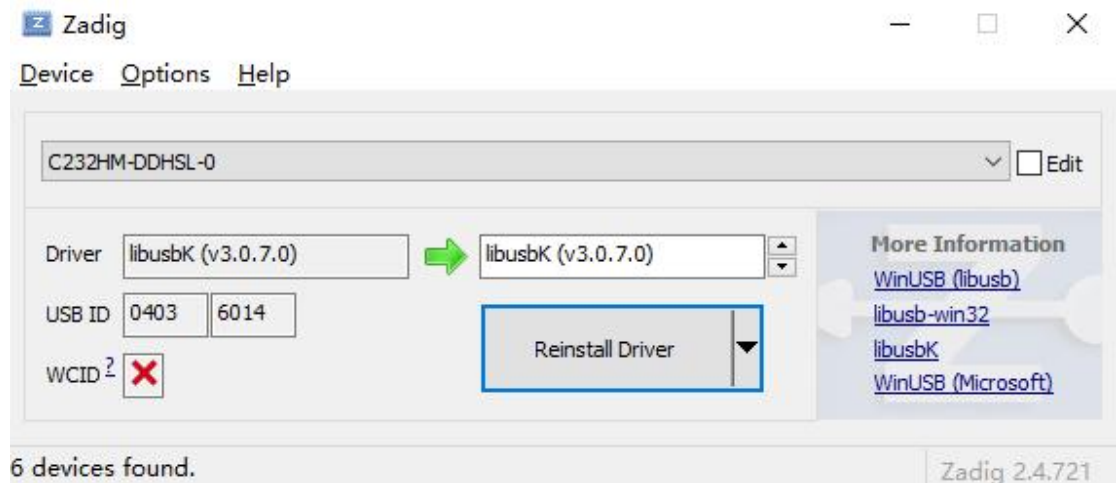 Zadig
Device Options Help
C232HM-DDHSL-0 Edit
Driver libusbK (v3.0.7.0) libusbK (v3.0.7.0)
USB ID 0403 6014
WCID ?
Reinstall Driver
More Information
WinUSB (libusb)
libusb-win32
libusbK
WinUSB (Microsoft)
6 devices found.
Zadig 2.4.721